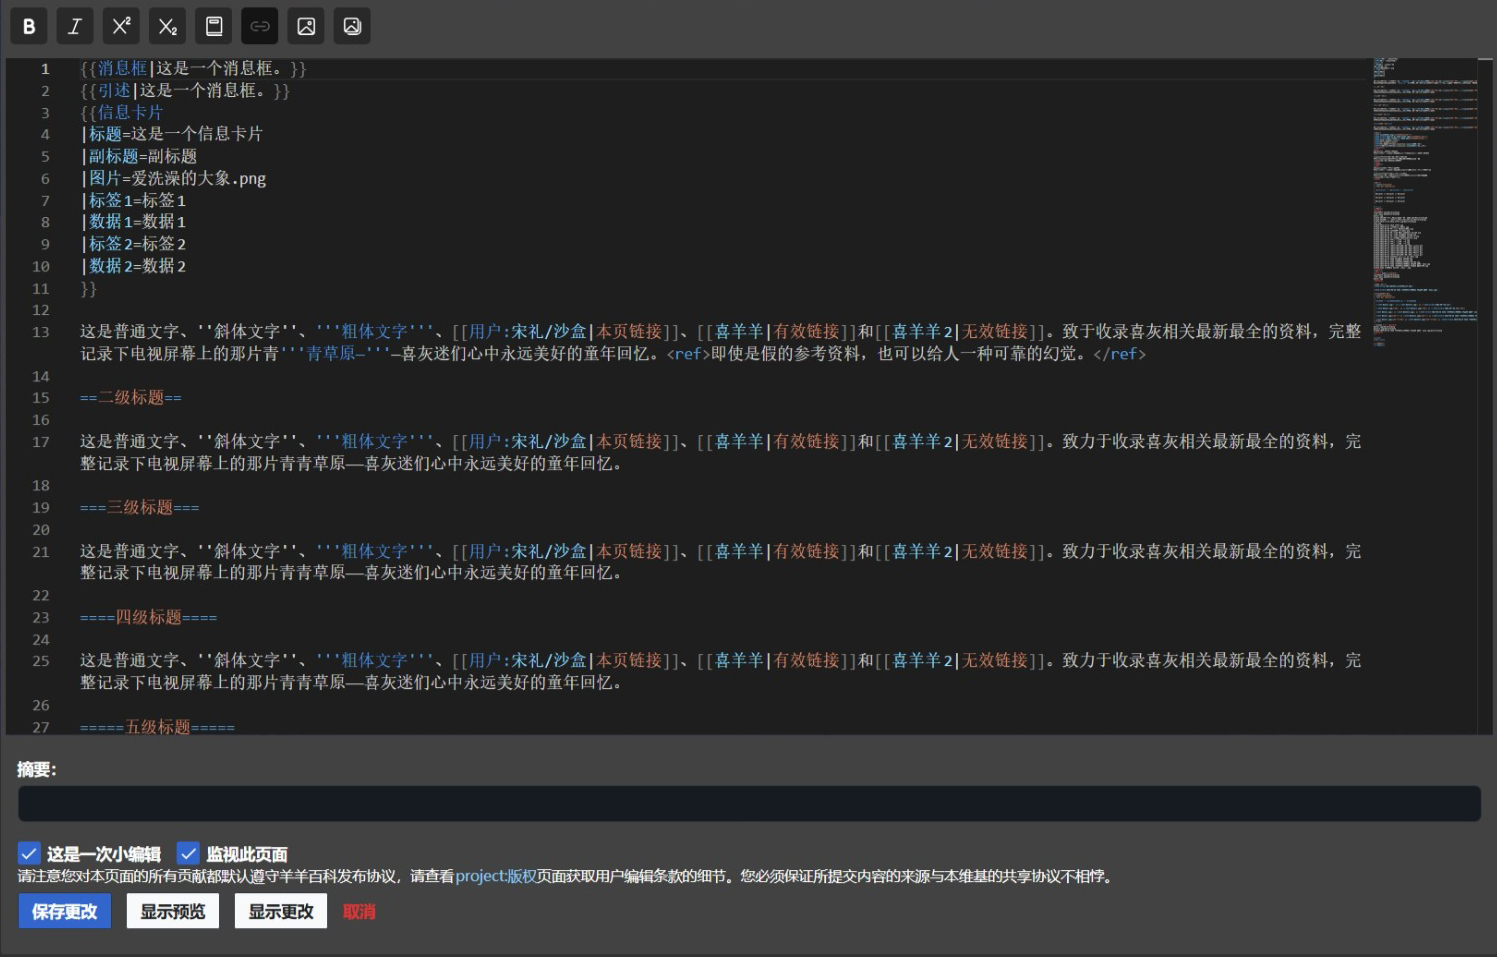 B I X² X₂
1 {{消息框|这是一个消息框。}}
2 {{引述|这是一个消息框。}}
3 {{信息卡片
4 |标题=这是一个信息卡片
5 |副标题=副标题
6 |图片=爱洗澡的大象.png
7 |标签1=标签1
8 |数据1=数据1
9 |标签2=标签2
10 |数据2=数据2
11 }}
12
13 这是普通文字、''斜体文字''、'''粗体文字'''、[[用户:宋礼/沙盒|本页链接]]、[[喜羊羊|有效链接]]和[[喜羊羊2|无效链接]]。致于收录喜灰相关最新最全的资料，完整
记录下电视屏幕上的那片青'''青草原—'''—喜灰迷们心中永远美好的童年回忆。<ref>即使是假的参考资料，也可以给人一种可靠的幻觉。</ref>
14
15 ==二级标题==
16
17 这是普通文字、''斜体文字''、'''粗体文字'''、[[用户:宋礼/沙盒|本页链接]]、[[喜羊羊|有效链接]]和[[喜羊羊2|无效链接]]。致力于收录喜灰相关最新最全的资料，完
整记录下电视屏幕上的那片青青草原——喜灰迷们心中永远美好的童年回忆。
18
19 ===三级标题===
20
21 这是普通文字、''斜体文字''、'''粗体文字'''、[[用户:宋礼/沙盒|本页链接]]、[[喜羊羊|有效链接]]和[[喜羊羊2|无效链接]]。致力于收录喜灰相关最新最全的资料，完
整记录下电视屏幕上的那片青青草原——喜灰迷们心中永远美好的童年回忆。
22
23 ====四级标题====
24
25 这是普通文字、''斜体文字''、'''粗体文字'''、[[用户:宋礼/沙盒|本页链接]]、[[喜羊羊|有效链接]]和[[喜羊羊2|无效链接]]。致力于收录喜灰相关最新最全的资料，完
整记录下电视屏幕上的那片青青草原——喜灰迷们心中永远美好的童年回忆。
26
27 =====五级标题=====
摘要：
这是一次小编辑 监视此页面
请注意您对本页面的所有贡献都默认遵守羊羊百科发布协议，请查看project:版权页面获取用户编辑条款的细节。您必须保证所提交内容的来源与本维基的共享协议不相悖。
保存更改 显示预览 显示更改 取消